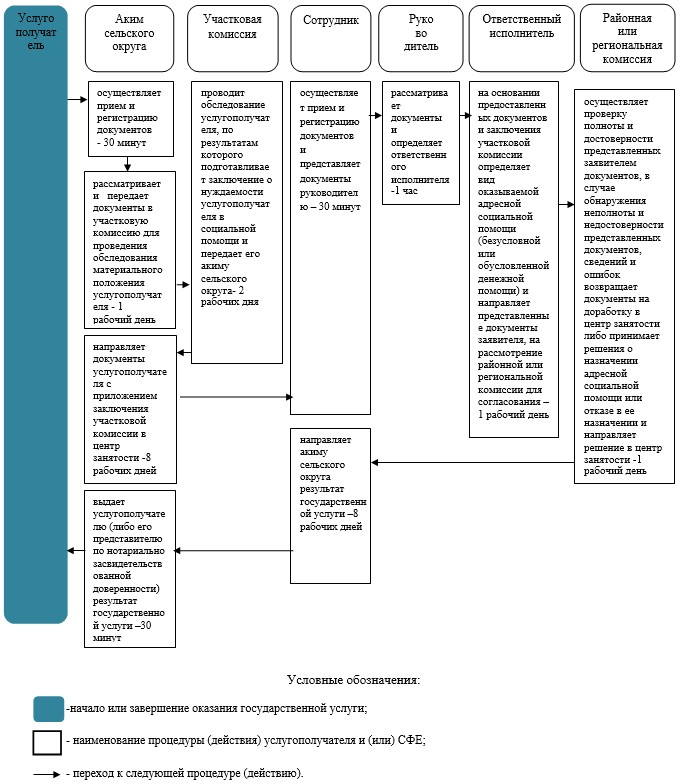 Услуго
получат
ель
Аким
сельского
округа
Участковая
комиссия
Сотрудник
Руко
во
дитель
Ответственный
исполнитель
Районная
или
региональная
комиссия
осуществляет
прием и
регистрацию
документов
- 30 минут
рассматривает
и передает
документы в
участковую
комиссию для
проведения
обследования
материального
положения
услугополучат
еля - 1
рабочий день
проводит
обследование
услугополучат
еля, по
результатам
которого
подготавливат
ает заключение о
нуждаемости
услугополучат
еля в
социальной
помощи и
передает его
акиму
сельского
округа- 2
рабочих дня
направляет
документы
услугополучате
ля с
приложением
заключения
участковой
комиссии в
центр
занятости -8
рабочих дней
осуществляе
т прием и
регистрацию
документов и
представляет
документы
руководител
ю – 30 минут
рассматрива
ет
документы
и
определяет
ответственн
ого
исполнителя
-1 час
на основании
предоставленн
ых документов
и заключения
участковой
комиссии
определяет
вид
оказываемой
адресной
социальной
помощи
(безусловной
или
обусловленной
денежной
помощи) и
направляет
представленны
е документы
заявителя, на
рассмотрение
районной или
региональной
комиссии для
согласования –
1 рабочий день
осуществляет
проверку
полноты и
достоверности
представленных
заявителем
документов, в
случае
обнаружения
неполноты и
недостоверности
представленных
документов,
сведений и
ошибок
возвращает
документы на
доработку в
центр занятости
либо принимает
решения о
назначении
адресной
социальной
помощи или
отказе в ее
назначении и
направляет
решение в центр
занятости -1
рабочий день
направляет
акиму
сельского
округа
результат
государственн
ой услуги –8
рабочих дней
выдает
услугополучате
лю (либо его
представителю
по нотариально
засвидетельств
ованной
доверенности)
результат
государственно
й услуги –30
минут
Условные обозначения:
-начало или завершение оказания государственной услуги;
- наименование процедуры (действия) услугополучателя и (или) СФЕ;
- переход к следующей процедуре (действию).